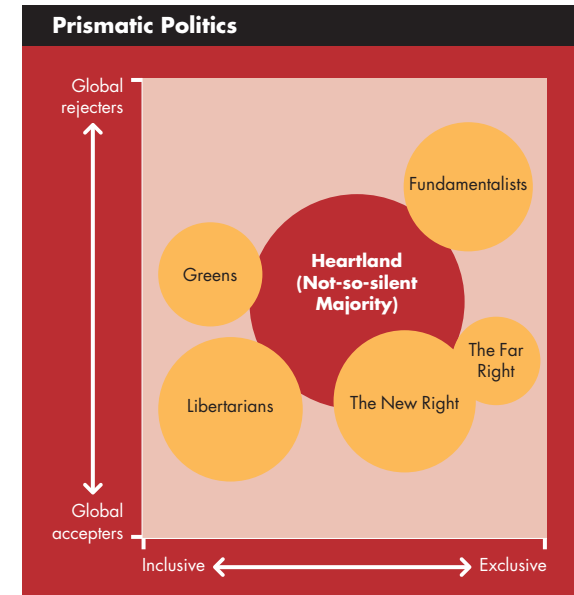 Prismatic Politics
Global
rejecters
Fundamentalists
Heartland
(Not-so-silent
Majority)
Greens
The Far
Right
Libertarians
The New Right
Global
accepters
Inclusive
Exclusive